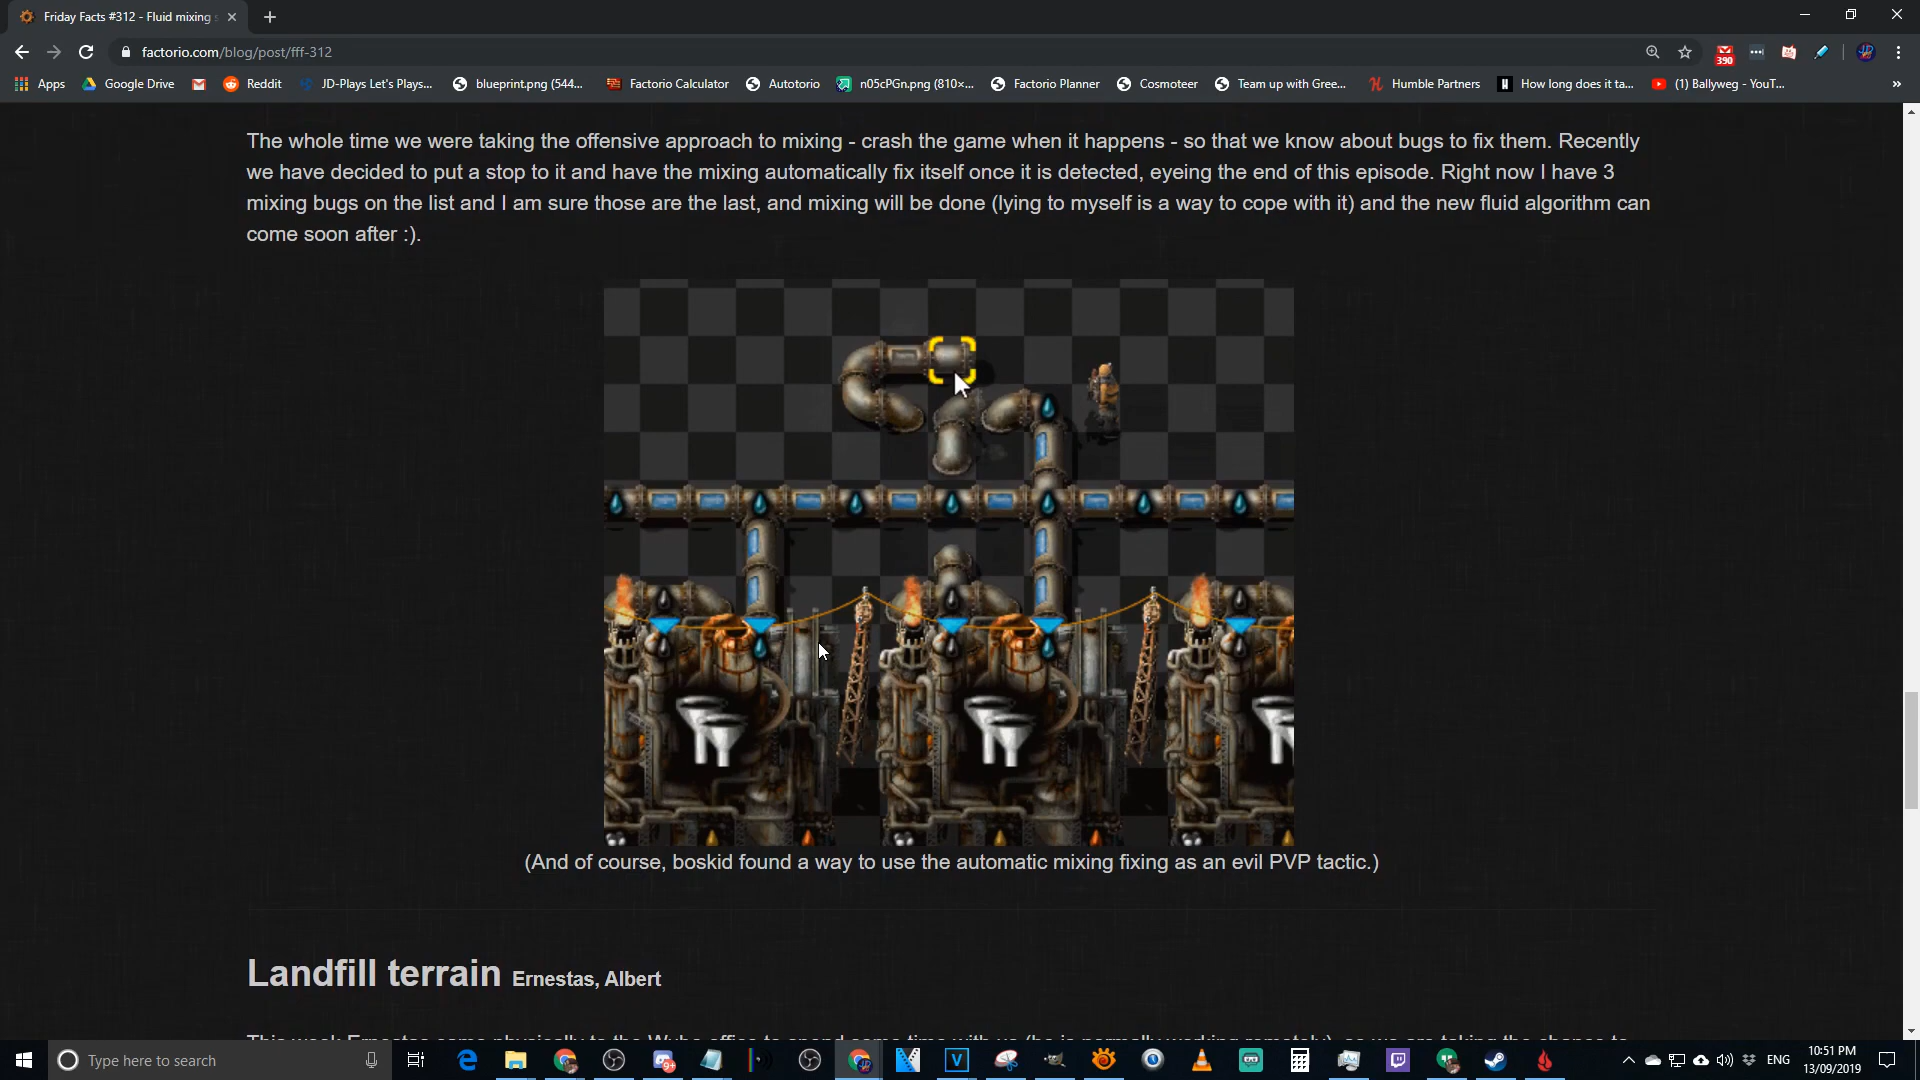 Friday Facts #312 - Fluid mixing
factorio.com/blog/post/fff-312
390
Apps
Google Drive
Reddit
JD-Plays Let's Plays...
blueprint.png (544...
Factorio Calculator
Autotorio
n05cPGn.png (810×...
Factorio Planner
Cosmoteer
Team up with Gree...
Humble Partners
How long does it ta...
(1) Ballyweg - YouT...
The whole time we were taking the offensive approach to mixing - crash the game when it happens - so that we know about bugs to fix them. Recently
we have decided to put a stop to it and have the mixing automatically fix itself once it is detected, eyeing the end of this episode. Right now I have 3
mixing bugs on the list and I am sure those are the last, and mixing will be done (lying to myself is a way to cope with it) and the new fluid algorithm can
come soon after :).
(And of course, boskid found a way to use the automatic mixing fixing as an evil PVP tactic.)
Landfill terrain Ernestas, Albert
Type here to search
ENG
10:51 PM
13/09/2019